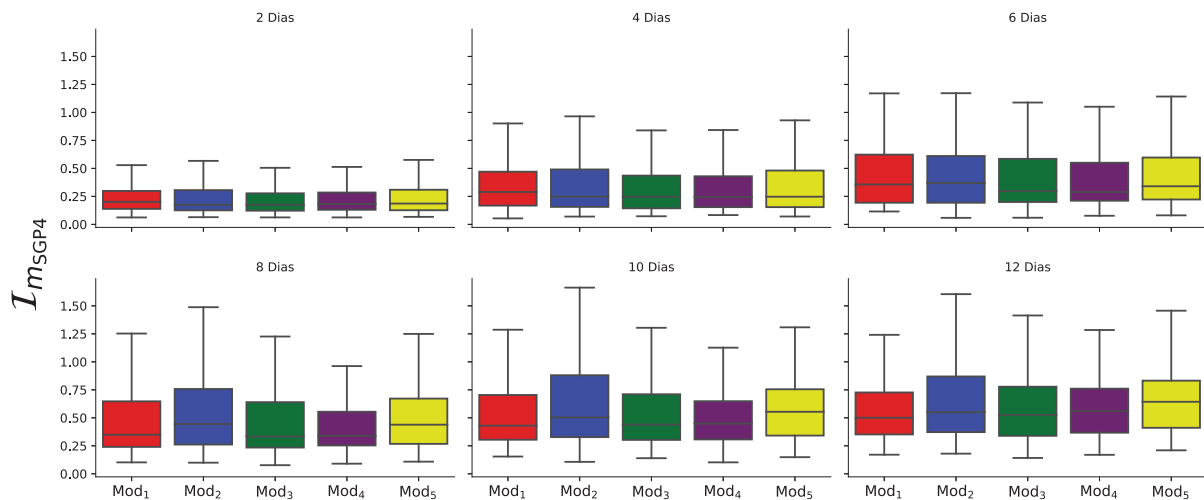 2 Dias
4 Dias
6 Dias
1.50
1.25
1.00
0.75
0.50
0.25
0.00
8 Dias
10 Dias
12 Dias
1.50
1.25
1.00
0.75
0.50
0.25
0.00
Mod₁ Mod₂ Mod₃ Mod₄ Mod₅
Mod₁ Mod₂ Mod₃ Mod₄ Mod₅
Mod₁ Mod₂ Mod₃ Mod₄ Mod₅
𝓘m_SGP4